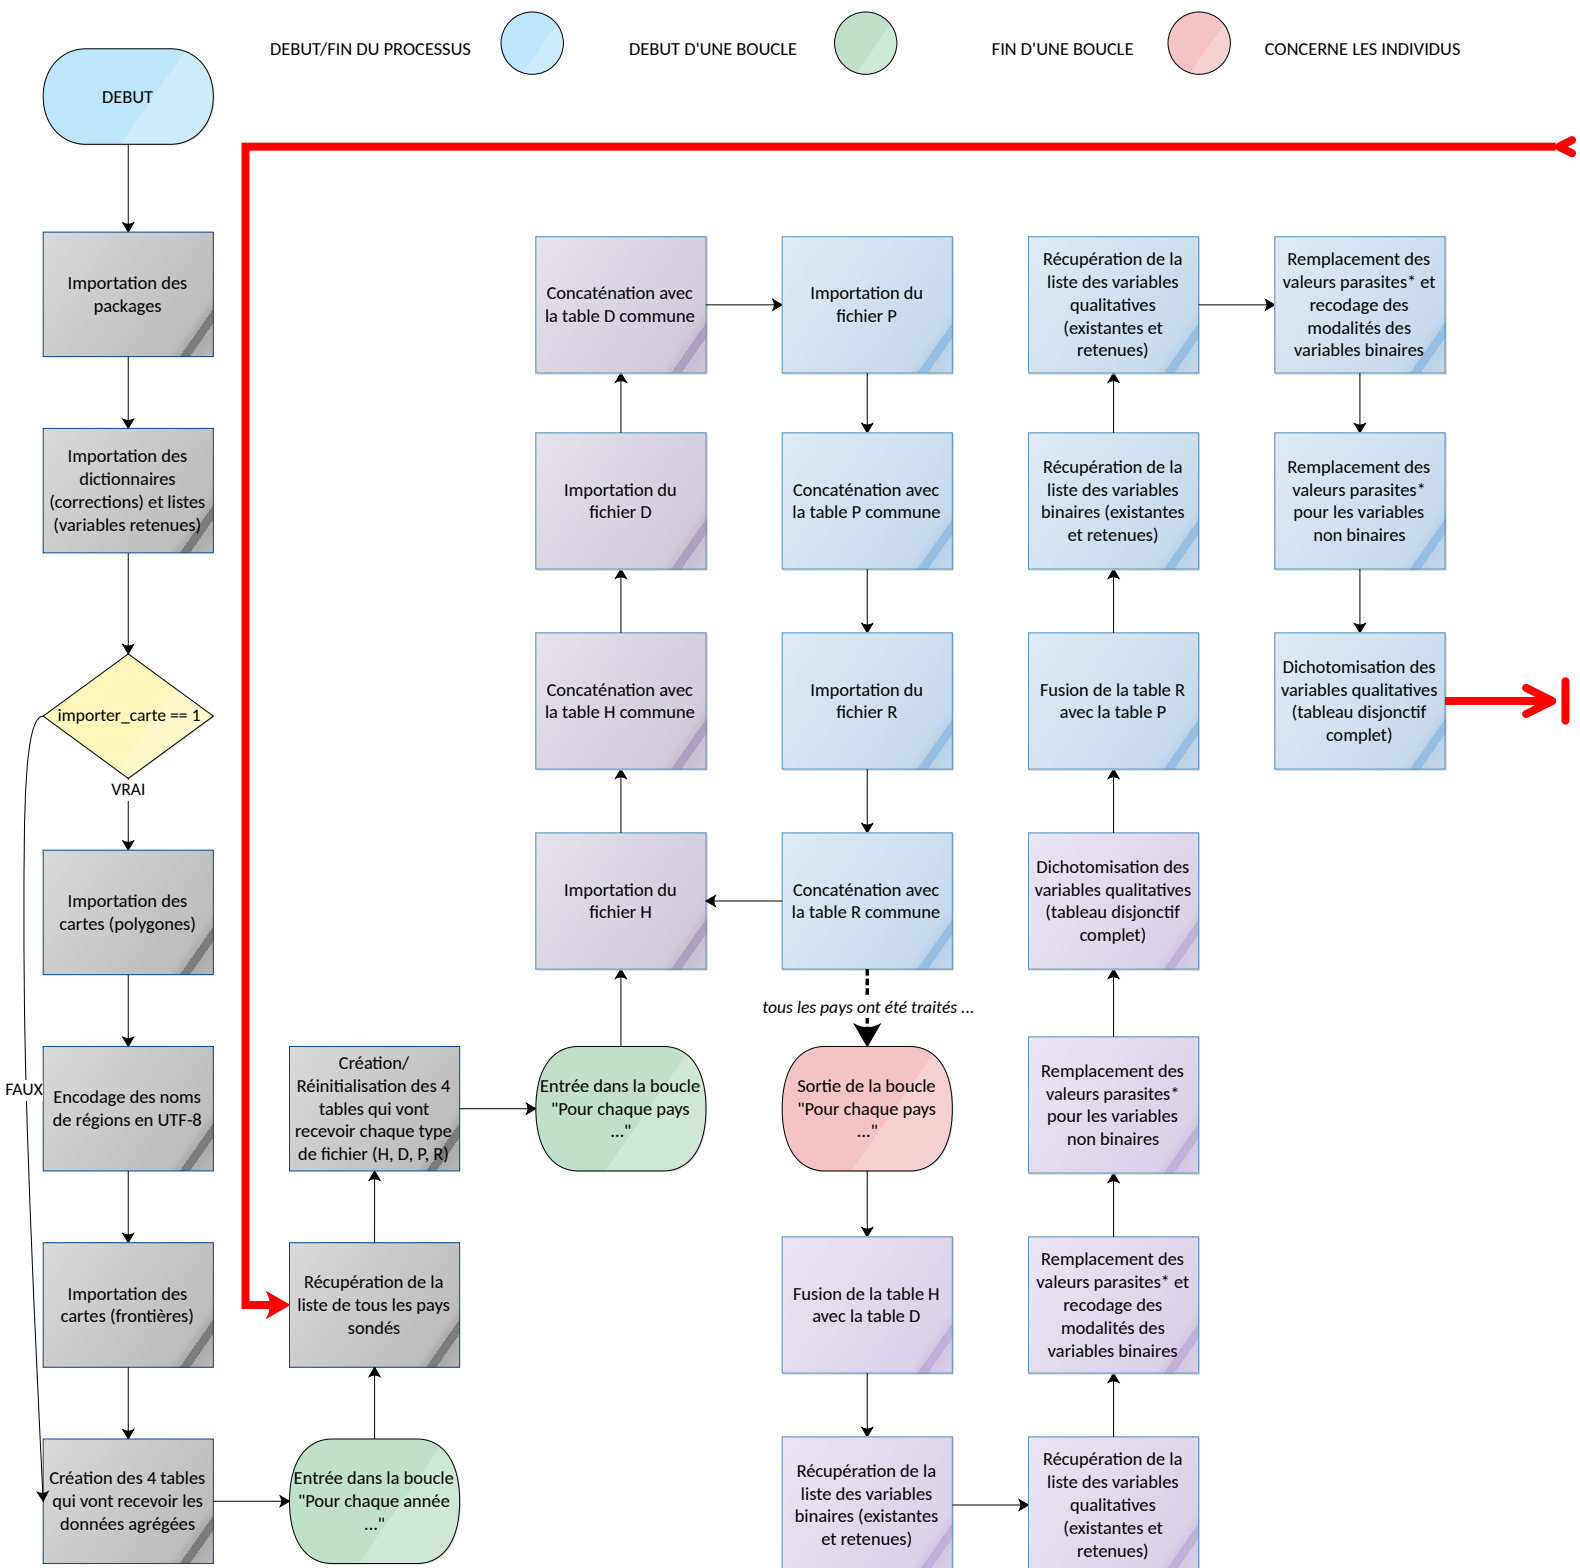 DEBUT/FIN DU PROCESSUS
DEBUT D'UNE BOUCLE
FIN D'UNE BOUCLE
CONCERNE LES INDIVIDUS
DEBUT
Importation des
packages
Importation des
dictionnaires
(corrections) et listes
(variables retenues)
importer_carte == 1
VRAI
FAUX
Importation des
cartes (polygones)
Encodage des noms
de régions en UTF-8
Importation des
cartes (frontières)
Création des 4 tables
qui vont recevoir les
données agrégées
Entrée dans la boucle
"Pour chaque année
..."
Récupération de la
liste de tous les pays
sondés
Création/
Réinitialisation des 4
tables qui vont
recevoir chaque type
de fichier (H, D, P, R)
Entrée dans la boucle
"Pour chaque pays
..."
Importation du
fichier H
Concaténation avec
la table H commune
Importation du
fichier D
Concaténation avec
la table D commune
Importation du
fichier P
Concaténation avec
la table P commune
Importation du
fichier R
Concaténation avec
la table R commune
tous les pays ont été traités ...
Sortie de la boucle
"Pour chaque pays
..."
Fusion de la table H
avec la table D
Récupération de la
liste des variables
binaires (existantes
et retenues)
Récupération de la
liste des variables
qualitatives
(existantes et
retenues)
Remplacement des
valeurs parasites* et
recodage des
modalités des
variables binaires
Remplacement des
valeurs parasites*
pour les variables
non binaires
Dichotomisation des
variables qualitatives
(tableau disjonctif
complet)
Fusion de la table R
avec la table P
Récupération de la
liste des variables
binaires (existantes
et retenues)
Récupération de la
liste des variables
qualitatives
(existantes et
retenues)
Remplacement des
valeurs parasites* et
recodage des
modalités des
variables binaires
Remplacement des
valeurs parasites*
pour les variables
non binaires
Dichotomisation des
variables qualitatives
(tableau disjonctif
complet)